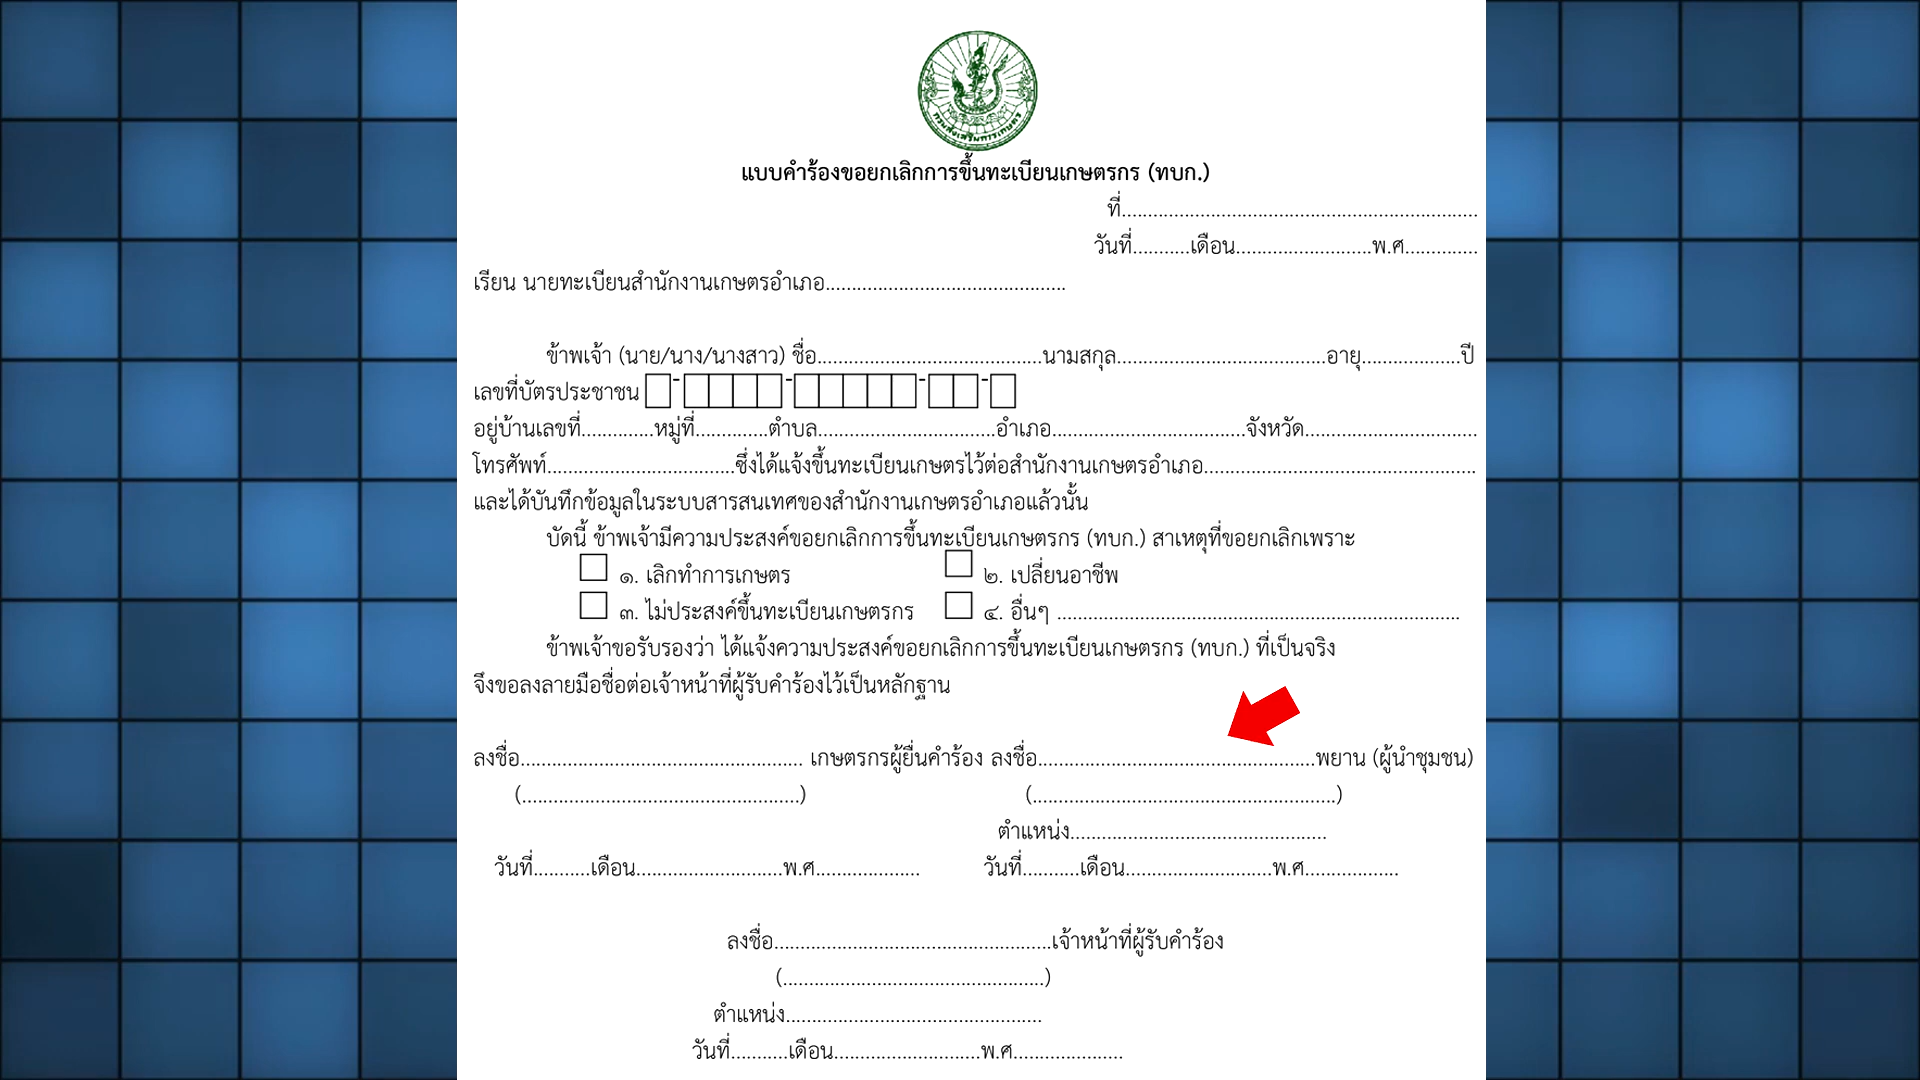 กรมส่งเสริมการเกษตร
แบบคำร้องขอยกเลิกการขึ้นทะเบียนเกษตรกร (ทบก.)
ที่....................................................................
วันที่...........เดือน..........................พ.ศ..............
เรียน นายทะเบียนสำนักงานเกษตรอำเภอ..............................................
ข้าพเจ้า (นาย/นาง/นางสาว) ชื่อ...........................................นามสกุล........................................อายุ...................ปี
เลขที่บัตรประชาชน - - - -
อยู่บ้านเลขที่..............หมู่ที่..............ตำบล..................................อำเภอ.....................................จังหวัด.................................
โทรศัพท์....................................ซึ่งได้แจ้งขึ้นทะเบียนเกษตรไว้ต่อสำนักงานเกษตรอำเภอ....................................................
และได้บันทึกข้อมูลในระบบสารสนเทศของสำนักงานเกษตรอำเภอแล้วนั้น
บัดนี้ ข้าพเจ้ามีความประสงค์ขอยกเลิกการขึ้นทะเบียนเกษตรกร (ทบก.) สาเหตุที่ขอยกเลิกเพราะ
๑. เลิกทำการเกษตร ๒. เปลี่ยนอาชีพ
๓. ไม่ประสงค์ขึ้นทะเบียนเกษตรกร ๔. อื่นๆ .............................................................................
ข้าพเจ้าขอรับรองว่า ได้แจ้งความประสงค์ขอยกเลิกการขึ้นทะเบียนเกษตรกร (ทบก.) ที่เป็นจริง
จึงขอลงลายมือชื่อต่อเจ้าหน้าที่ผู้รับคำร้องไว้เป็นหลักฐาน
ลงชื่อ...................................................... เกษตรกรผู้ยื่นคำร้อง ลงชื่อ.....................................................พยาน (ผู้นำชุมชน)
(.....................................................) (..........................................................)
ตำแหน่ง.................................................
วันที่...........เดือน............................พ.ศ.................... วันที่...........เดือน............................พ.ศ..................
ลงชื่อ.....................................................เจ้าหน้าที่ผู้รับคำร้อง
(..................................................)
ตำแหน่ง.................................................
วันที่...........เดือน............................พ.ศ.....................